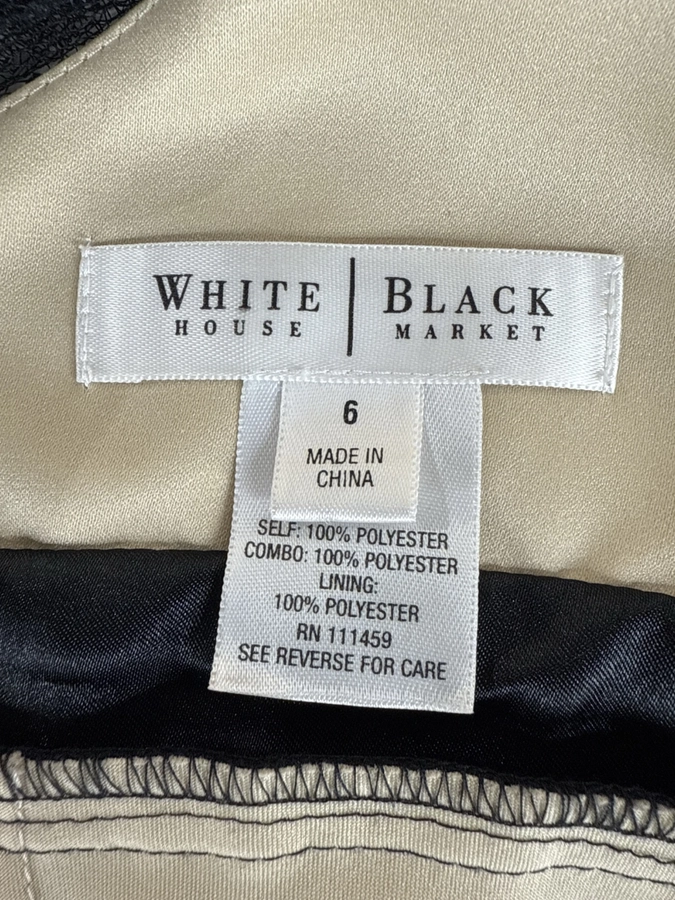 WHITE | BLACK
HOUSE MARKET
6
MADE IN
CHINA
SELF: 100% POLYESTER
COMBO: 100% POLYESTER
LINING:
100% POLYESTER
RN 111459
SEE REVERSE FOR CARE